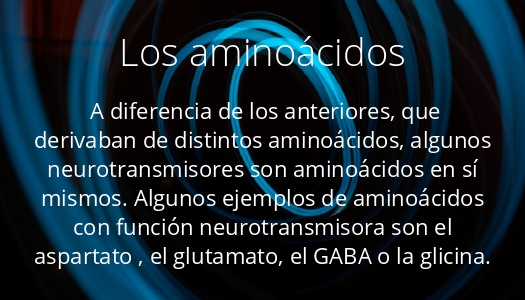 Los aminoácidos
A diferencia de los anteriores, que
derivaban de distintos aminoácidos, algunos
neurotransmisores son aminoácidos en sí
mismos. Algunos ejemplos de aminoácidos
con función neurotransmisora son el
aspartato , el glutamato, el GABA o la glicina.